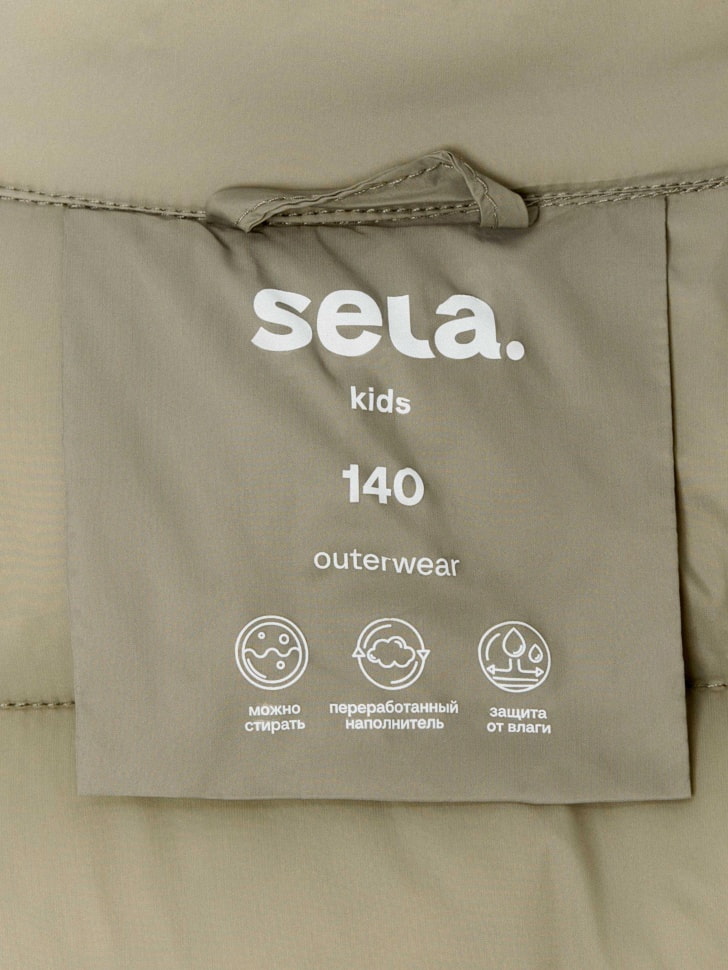 sela.
kids
140
outerwear
можно
стирать
переработанный
наполнитель
защита
от влаги